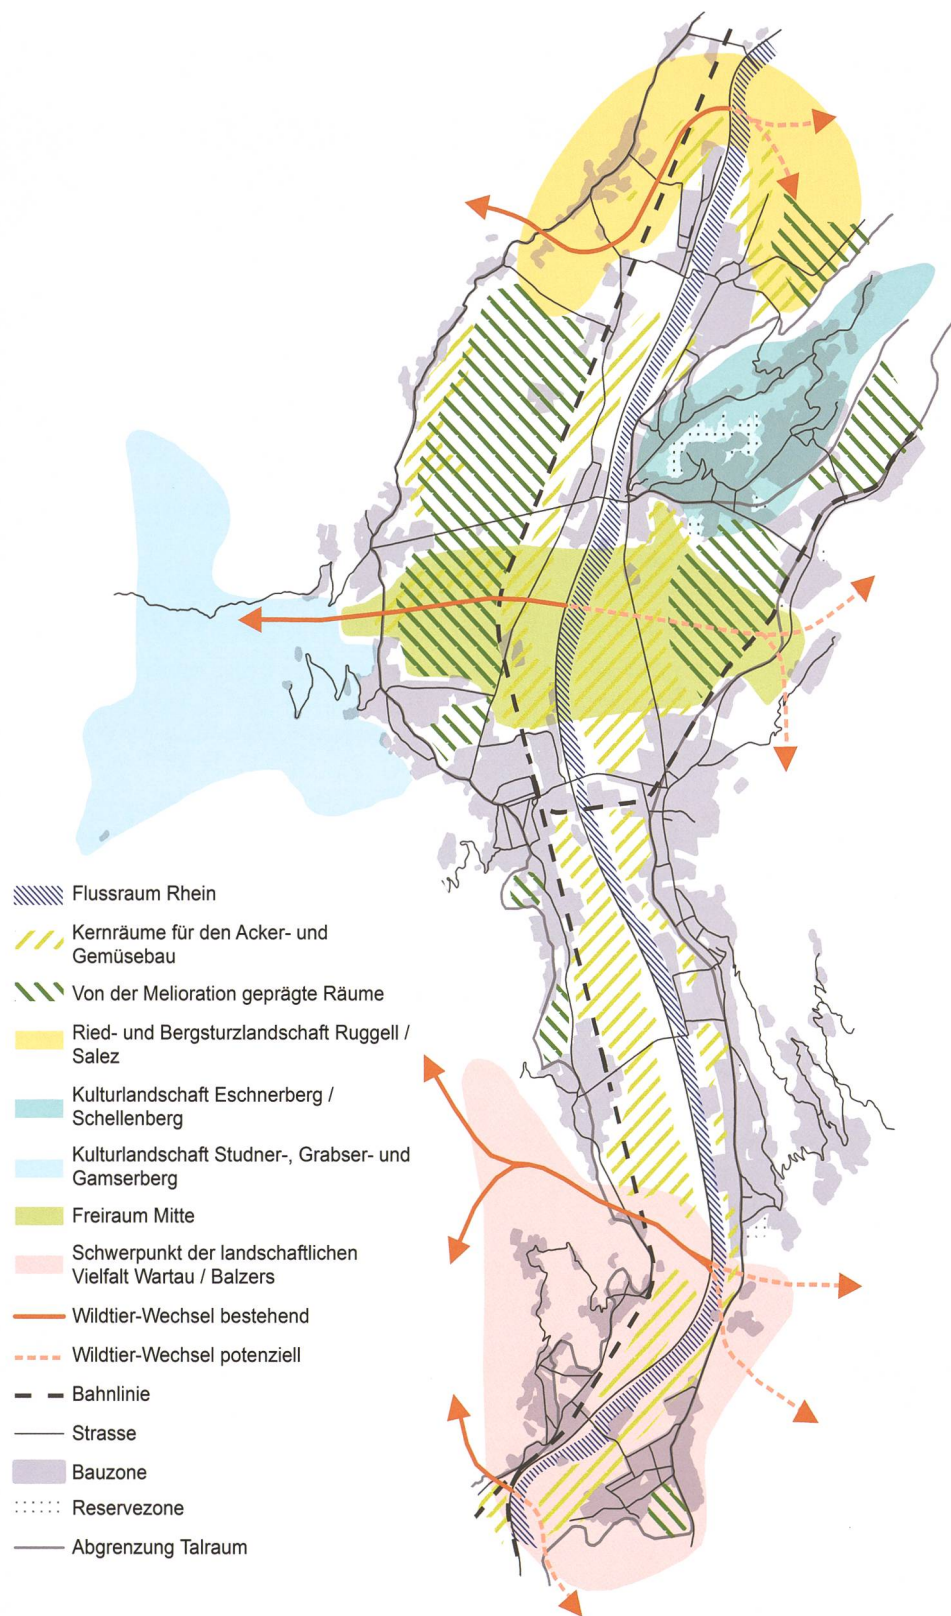 Flussraum Rhein
Kernräume für den Acker- und
Gemüsebau
Von der Melioration geprägte Räume
Ried- und Bergsturzlandschaft Ruggell /
Salez
Kulturlandschaft Eschnerberg /
Schellenberg
Kulturlandschaft Studner-, Grabser- und
Gamserberg
Freiraum Mitte
Schwerpunkt der landschaftlichen
Vielfalt Wartau / Balzers
Wildtier-Wechsel bestehend
Wildtier-Wechsel potenziell
Bahnlinie
Strasse
Bauzone
Reservezone
Abgrenzung Talraum